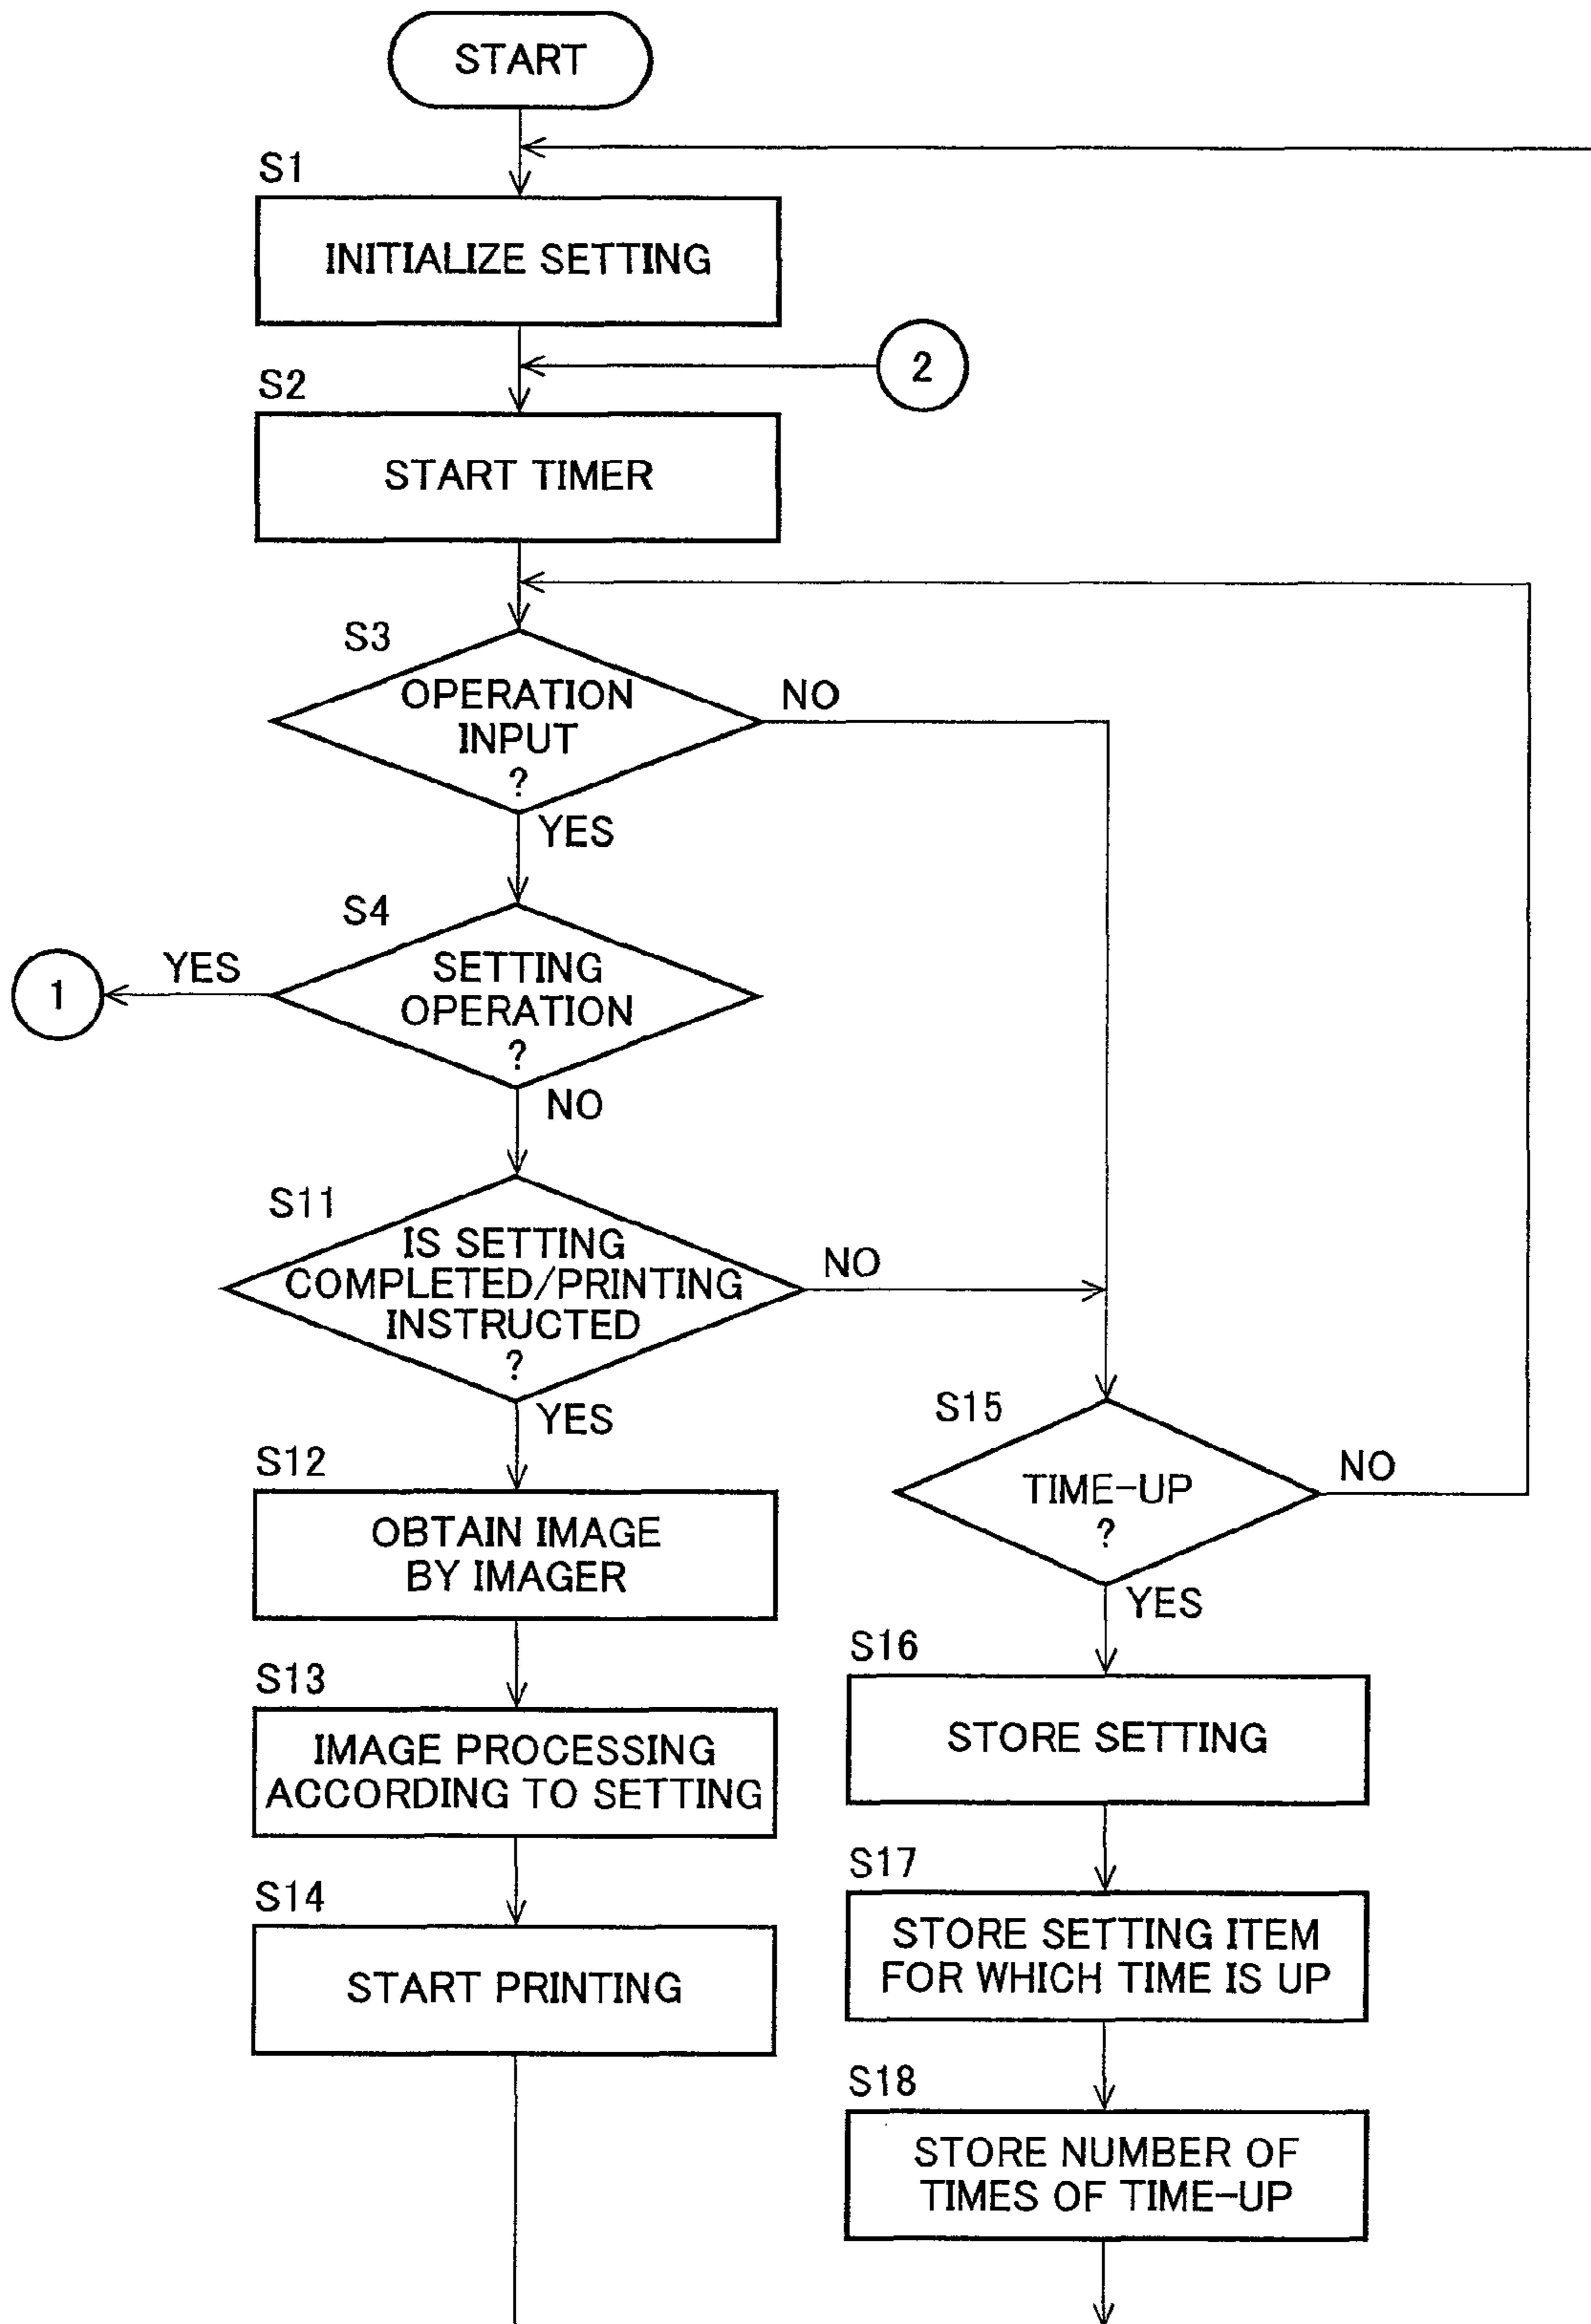 START
S1
INITIALIZE SETTING
2
S2
START TIMER
S3
OPERATION
INPUT
?
NO
YES
S4
SETTING
OPERATION
?
YES
1
NO
S11
IS SETTING
COMPLETED/PRINTING
INSTRUCTED
?
NO
YES
S15
TIME-UP
?
NO
YES
S12
OBTAIN IMAGE
BY IMAGER
S13
IMAGE PROCESSING
ACCORDING TO SETTING
S14
START PRINTING
S16
STORE SETTING
S17
STORE SETTING ITEM
FOR WHICH TIME IS UP
S18
STORE NUMBER OF
TIMES OF TIME-UP